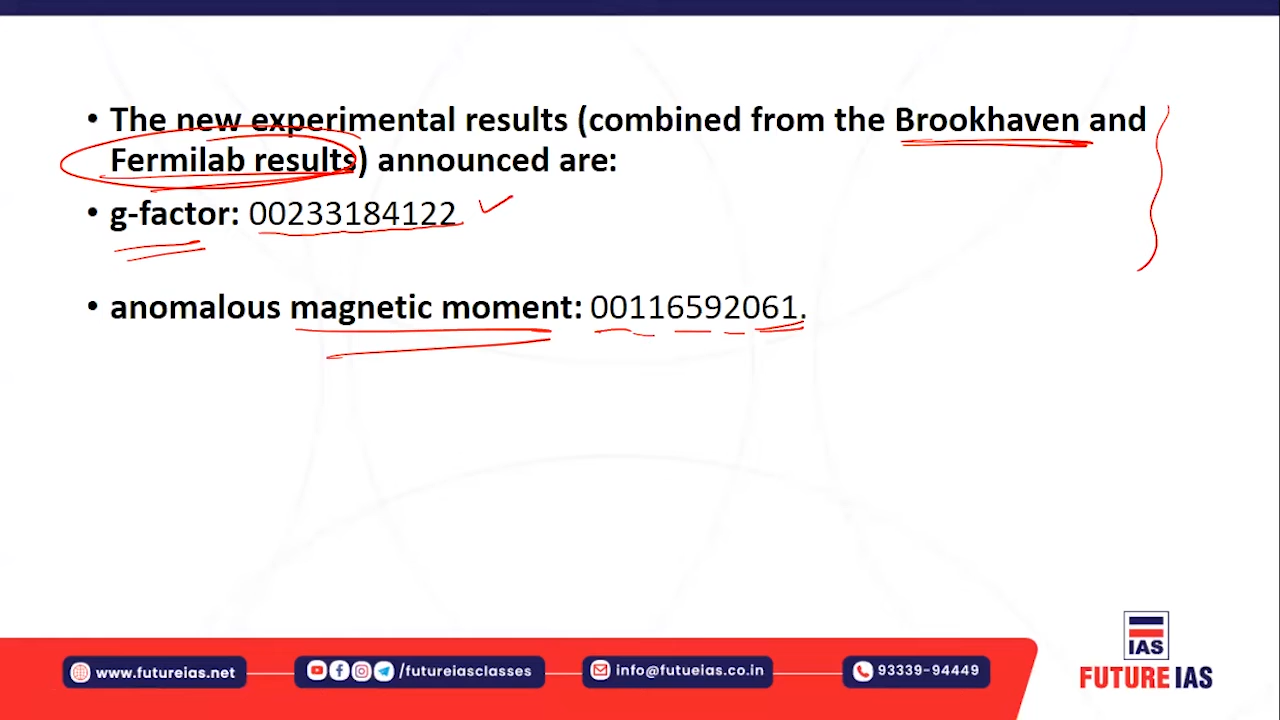 • The new experimental results (combined from the Brookhaven and
Fermilab results) announced are:
• g-factor: 00233184122
• anomalous magnetic moment: 00116592061.
IAS
FUTURE IAS
www.futureias.net
/futureiasclasses
info@futueias.co.in
93339-94449